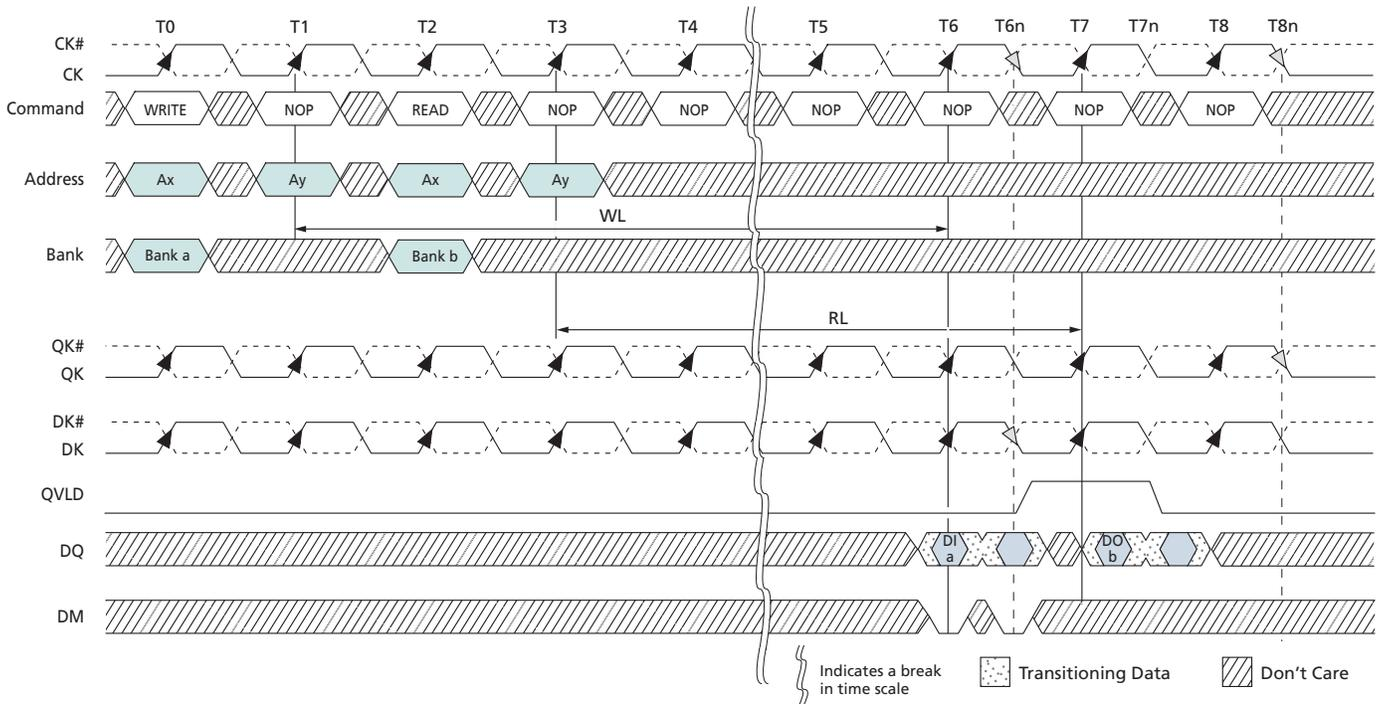 T0 T1 T2 T3 T4 T5 T6 T6n T7 T7n T8 T8n
CK#
CK
Command WRITE NOP READ NOP NOP NOP NOP NOP NOP
Address Ax Ay Ax Ay
WL
Bank Bank a Bank b
RL
QK#
QK
DK#
DK
QVLD
DQ DI a DO b
DM
Indicates a break
in time scale
Transitioning Data
Don't Care